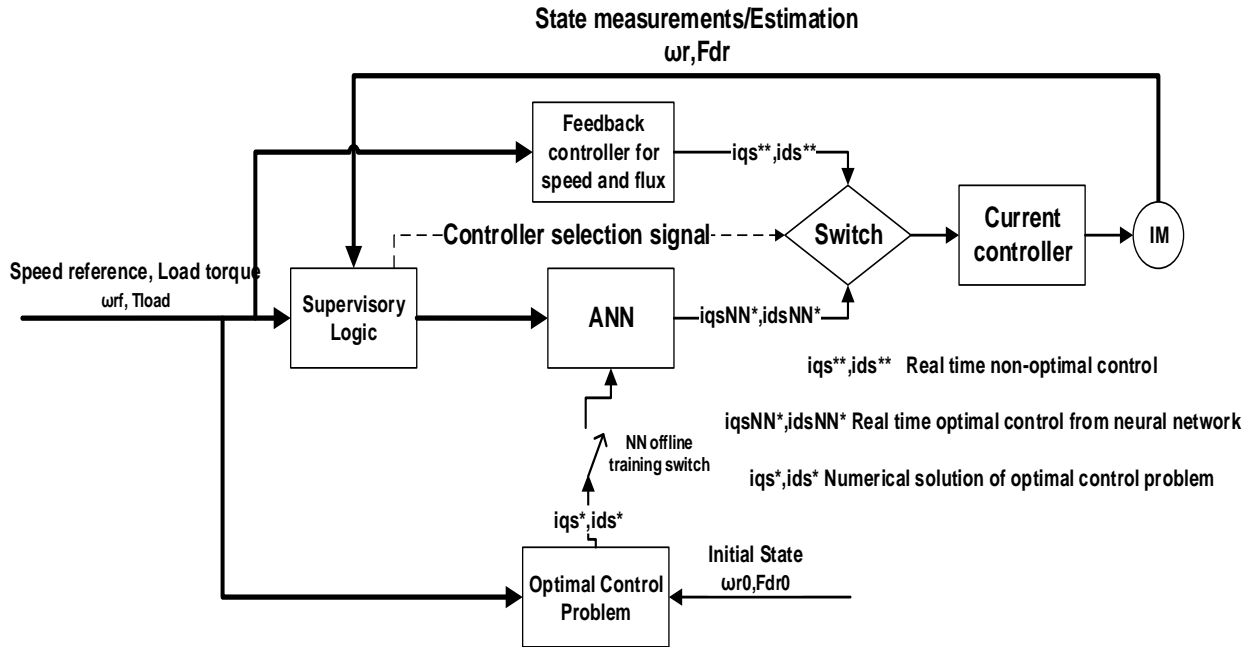 State measurements/Estimation
ωr,Fdr
Feedback
controller for
speed and flux
iqs**,ids**
Controller selection signal
Switch
Current
controller
IM
Speed reference, Load torque
ωrf, Tload
Supervisory
Logic
ANN
iqsNN*,idsNN*
iqs**,ids** Real time non-optimal control
iqsNN*,idsNN* Real time optimal control from neural network
NN offline
training switch
iqs*,ids* Numerical solution of optimal control problem
iqs*,ids*
Initial State
ωr0,Fdr0
Optimal Control
Problem